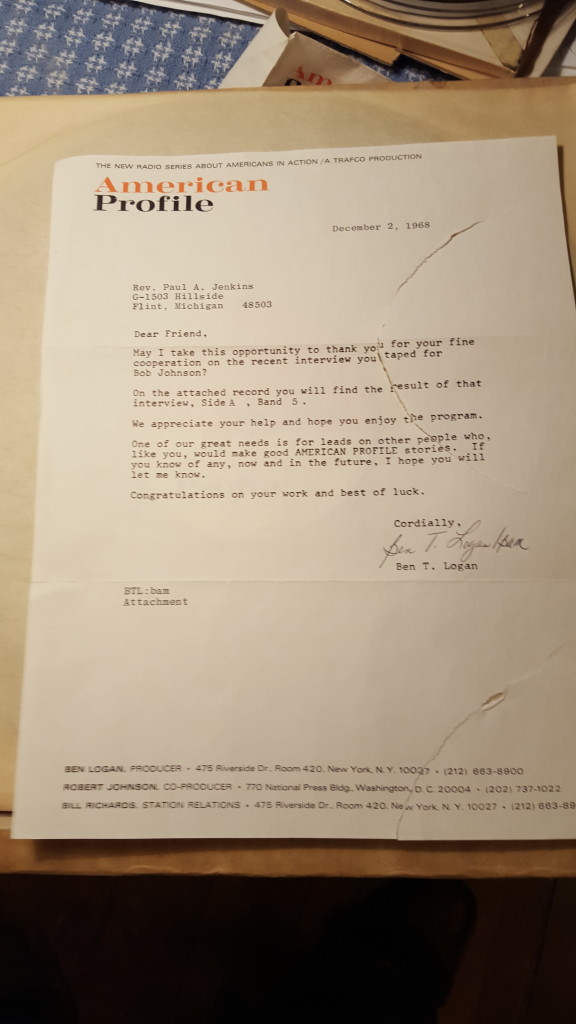 Am
THE NEW RADIO SERIES ABOUT AMERICANS IN ACTION / A TRAFCO PRODUCTION
American
Profile
December 2, 1968
Rev. Paul A. Jenkins
G-1503 Hillside
Flint, Michigan 48503
Dear Friend,
May I take this opportunity to thank you for your fine
cooperation on the recent interview you taped for
Bob Johnson?
On the attached record you will find the result of that
interview, Side A , Band 5.
We appreciate your help and hope you enjoy the program.
One of our great needs is for leads on other people who,
like you, would make good AMERICAN PROFILE stories. If
you know of any, now and in the future, I hope you will
let me know.
Congratulations on your work and best of luck.
Cordially,
Ben T. Logan/bam
Ben T. Logan
BTL:bam
Attachment
BEN LOGAN, PRODUCER • 475 Riverside Dr., Room 420, New York, N. Y. 10027 • (212) 663-8900
ROBERT JOHNSON, CO-PRODUCER • 770 National Press Bldg., Washington, D. C. 20004 • (202) 737-1022
BILL RICHARDS, STATION RELATIONS • 475 Riverside Dr., Room 420, New York, N. Y. 10027 • (212) 663-89